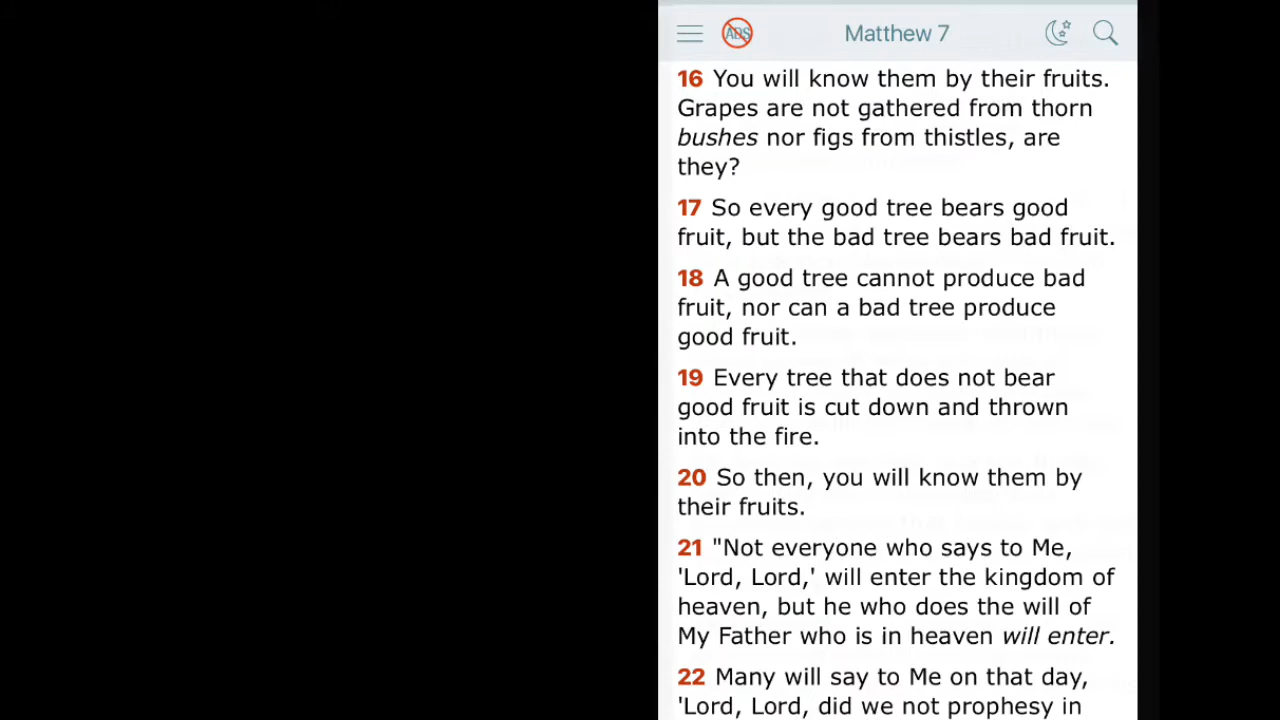 ADS
Matthew 7
16 You will know them by their fruits.
Grapes are not gathered from thorn
bushes nor figs from thistles, are
they?
17 So every good tree bears good
fruit, but the bad tree bears bad fruit.
18 A good tree cannot produce bad
fruit, nor can a bad tree produce
good fruit.
19 Every tree that does not bear
good fruit is cut down and thrown
into the fire.
20 So then, you will know them by
their fruits.
21 "Not everyone who says to Me,
'Lord, Lord,' will enter the kingdom of
heaven, but he who does the will of
My Father who is in heaven will enter.
22 Many will say to Me on that day,
'Lord, Lord, did we not prophesy in